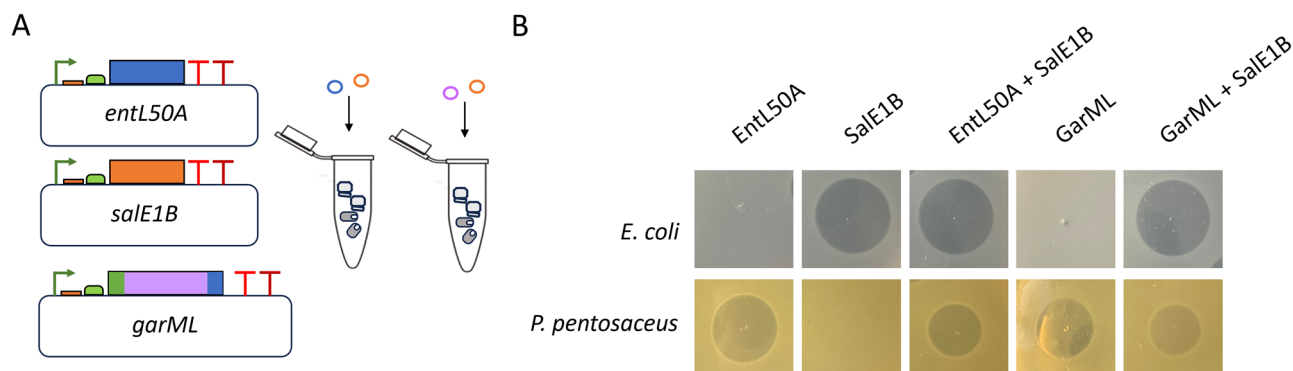 A
entL50A
salE1B
garML
B
EntL50A
SalE1B
EntL50A + SalE1B
GarML
GarML + SalE1B
E. coli
P. pentosaceus